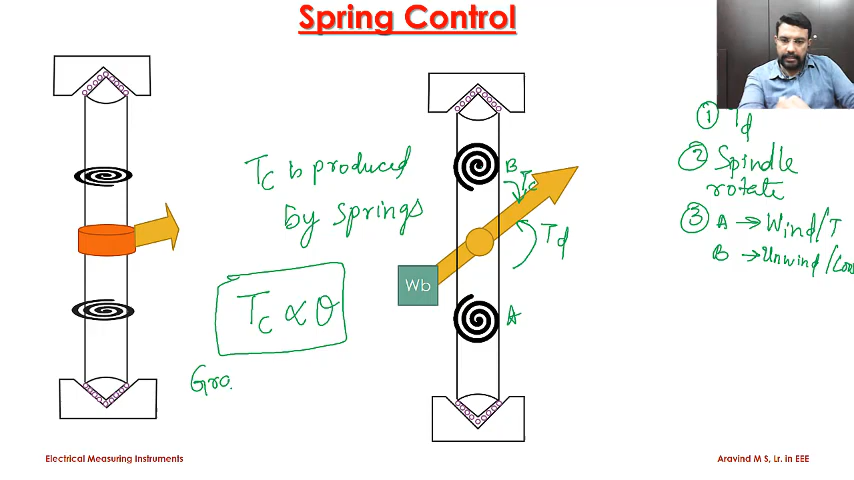 Spring Control
Tc is produced
by springs
Tc ∝ θ
Gro
B
Tc
Td
Wb
A
① Td
② Spindle
rotate
③ A → Wind/T
B → Unwind/Com
Electrical Measuring Instruments
Aravind M S, Lr. in EEE